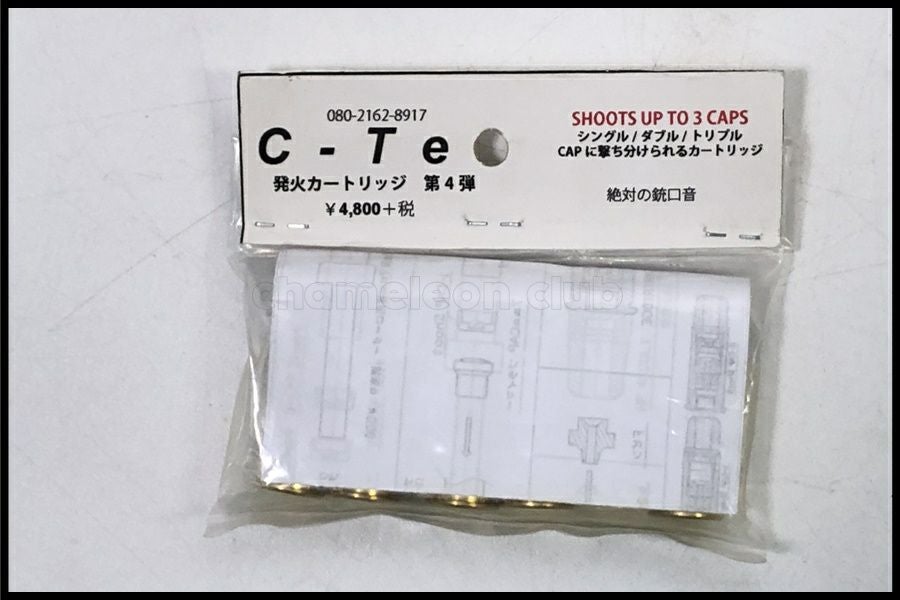 080-2162-8917
C - T e
発火カートリッジ 第4弾
¥4,800+税
SHOOTS UP TO 3 CAPS
シングル/ダブル/トリプル
CAPに撃ち分けられるカートリッジ
絶対の銃口音
chameleon club